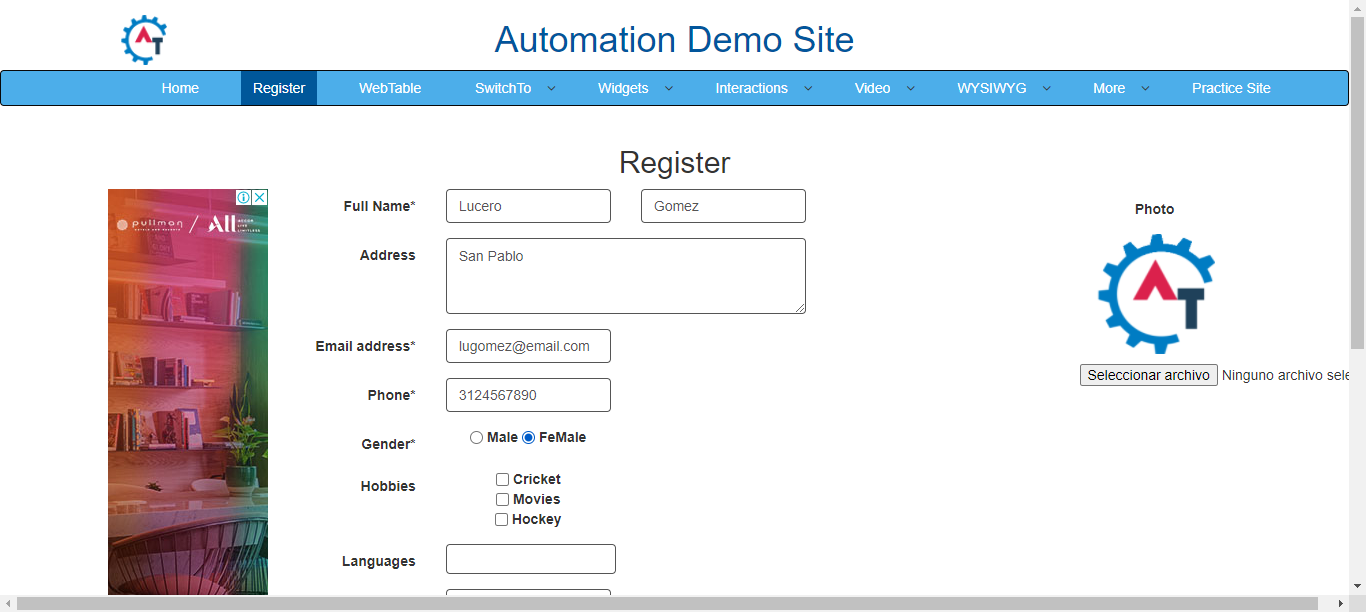 AT
Automation Demo Site
Home Register WebTable SwitchTo Widgets Interactions Video WYSIWYG More Practice Site
Register
pullman / All
Full Name* Lucero Gomez
Photo
Address San Pablo
AT
Email address* lugomez@email.com
Seleccionar archivo Ninguno archivo sele
Phone* 3124567890
Gender* Male FeMale
Hobbies
Cricket
Movies
Hockey
Languages